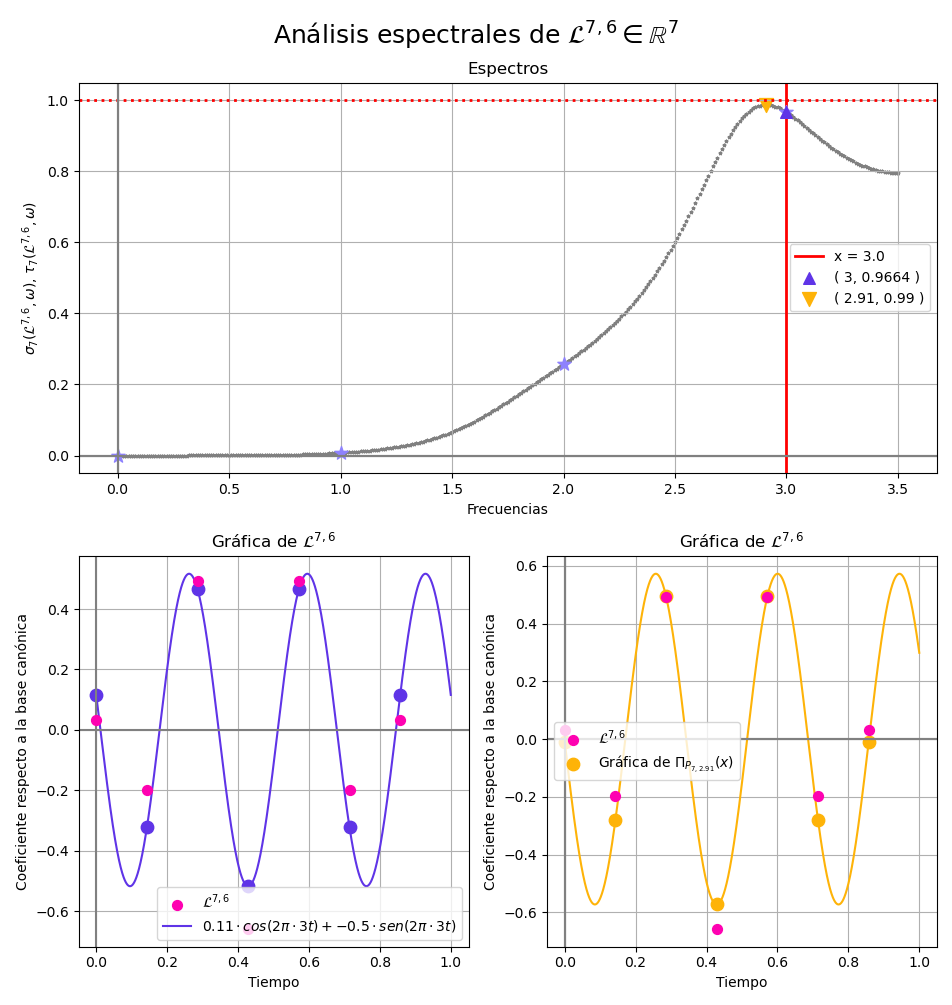 Análisis espectrales de 𝓛^{7,6} ∈ ℝ^7
Espectros
σ_7(𝓛^{7,6}, ω), τ_7(𝓛^{7,6}, ω)
1.0
0.8
0.6
0.4
0.2
0.0
x = 3.0
( 3, 0.9664 )
( 2.91, 0.99 )
0.0 0.5 1.0 1.5 2.0 2.5 3.0 3.5
Frecuencias
Gráfica de 𝓛^{7,6}
Coeficiente respecto a la base canónica
0.4
0.2
0.0
−0.2
−0.4
−0.6
𝓛^{7,6}
0.11 · cos(2π · 3t) + −0.5 · sen(2π · 3t)
0.0 0.2 0.4 0.6 0.8 1.0
Tiempo
Gráfica de 𝓛^{7,6}
Coeficiente respecto a la base canónica
0.6
0.4
0.2
0.0
−0.2
−0.4
−0.6
𝓛^{7,6}
Gráfica de Π_{P_{7,2.91}}(x)
0.0 0.2 0.4 0.6 0.8 1.0
Tiempo